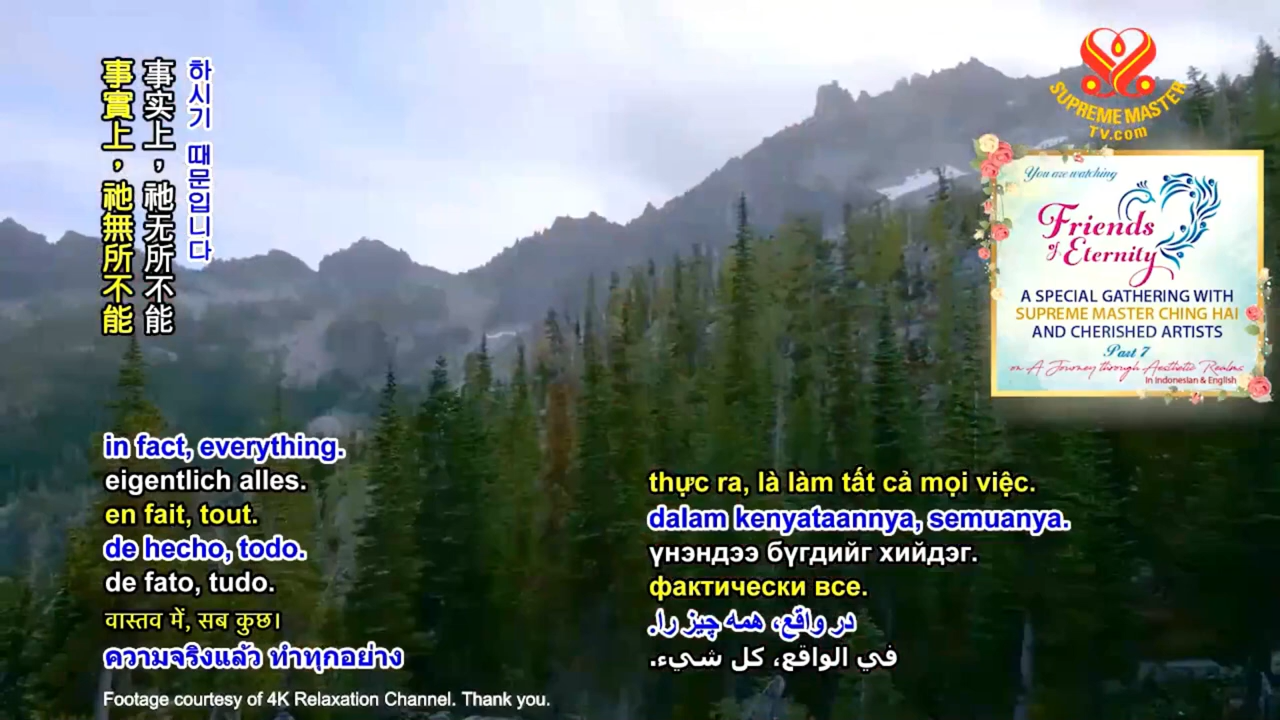 事實上，祂無所不能
事实上，祂无所不能
하시기 때문입니다
SUPREME MASTER
TV.com
You are watching
Friends
of Eternity
A SPECIAL GATHERING WITH
SUPREME MASTER CHING HAI
AND CHERISHED ARTISTS
Part 7
on A Journey through Aesthetic Realms
In Indonesian & English
in fact, everything.
eigentlich alles.
en fait, tout.
de hecho, todo.
de fato, tudo.
वास्तव में, सब कुछ।
ความจริงแล้ว ทำทุกอย่าง
thực ra, là làm tất cả mọi việc.
dalam kenyataannya, semuanya.
үнэндээ бүгдийг хийдэг.
фактически все.
در واقع، همه چیز را.
في الواقع، كل شيء.
Footage courtesy of 4K Relaxation Channel. Thank you.